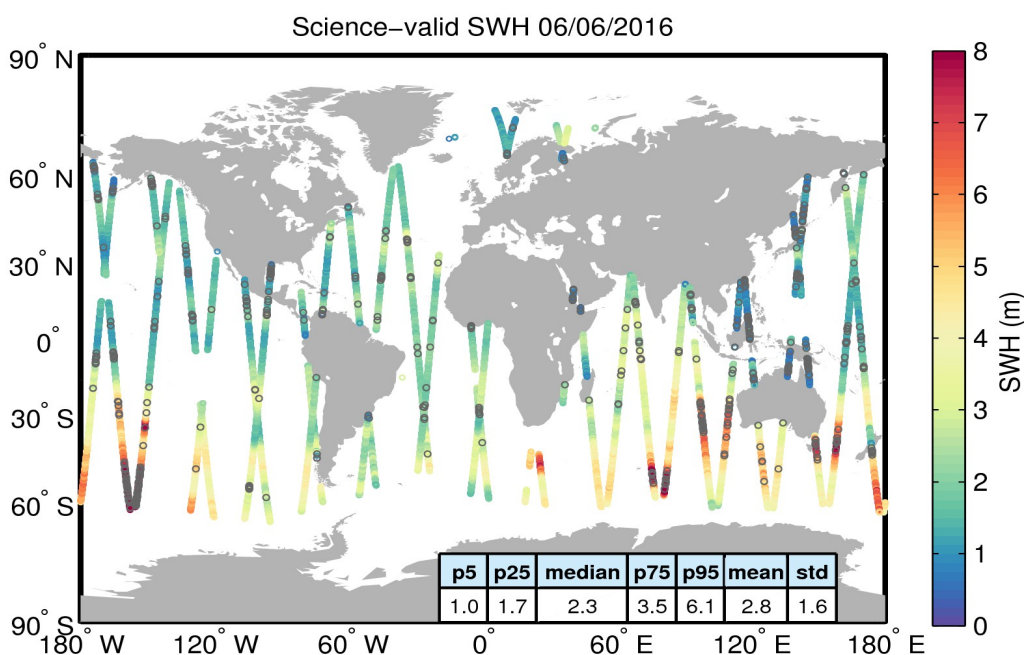 Science−valid SWH 06/06/2016
90° N
60° N
30° N
0°
30° S
60° S
90° S
180° W
120° W
60° W
0°
60° E
120° E
180° E
p5 p25 median p75 p95 mean std
1.0 1.7 2.3 3.5 6.1 2.8 1.6
8
7
6
5
4
3
2
1
0
SWH (m)